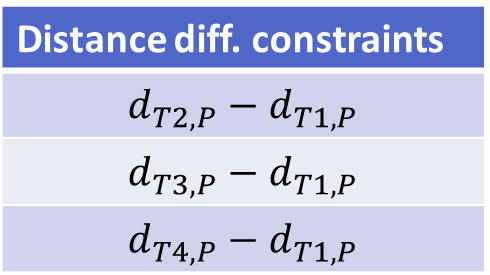 Distance diff. constraints
d_{T2,P} − d_{T1,P}
d_{T3,P} − d_{T1,P}
d_{T4,P} − d_{T1,P}